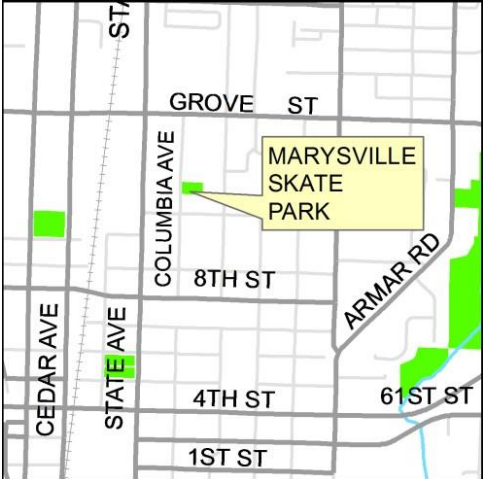 STA
GROVE ST
MARYSVILLE
SKATE
PARK
COLUMBIA AVE
8TH ST
ARMAR RD
CEDAR AVE
STATE AVE
4TH ST
61ST ST
1ST ST